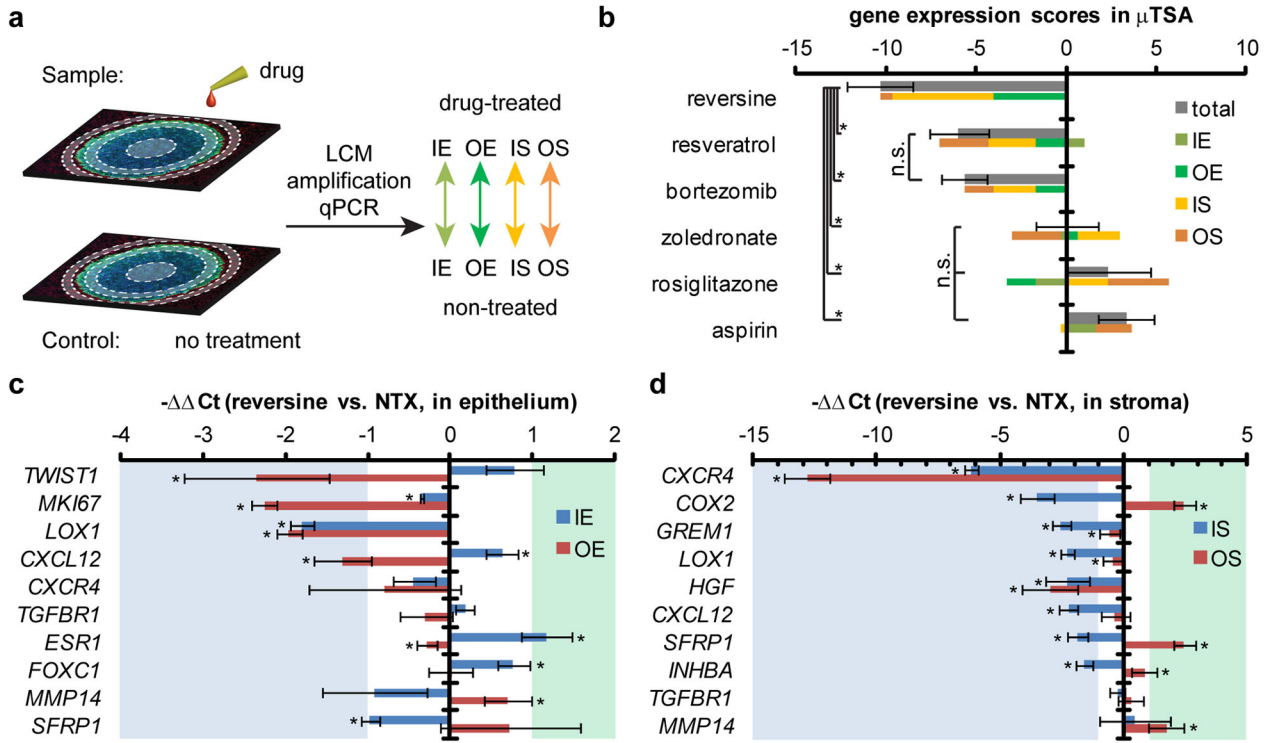 a
Sample:
drug
drug-treated
IE OE IS OS
LCM
amplification
qPCR
IE OE IS OS
non-treated
Control: no treatment
b
gene expression scores in μTSA
-15 -10 -5 0 5 10
reversine
resveratrol
bortezomib
zoledronate
rosiglitazone
aspirin
*
*
*
*
*
n.s.
n.s.
total
IE
OE
IS
OS
c
-ΔΔCt (reversine vs. NTX, in epithelium)
-4 -3 -2 -1 0 1 2
TWIST1 *
MKI67 * *
LOX1 * *
CXCL12 * *
CXCR4
TGFBR1
ESR1 * *
FOXC1 *
MMP14 *
SFRP1 *
IE
OE
d
-ΔΔCt (reversine vs. NTX, in stroma)
-15 -10 -5 0 5
CXCR4 * *
COX2 * *
GREM1 * *
LOX1 * *
HGF * *
CXCL12 *
SFRP1 * *
INHBA * *
TGFBR1
MMP14 *
IS
OS